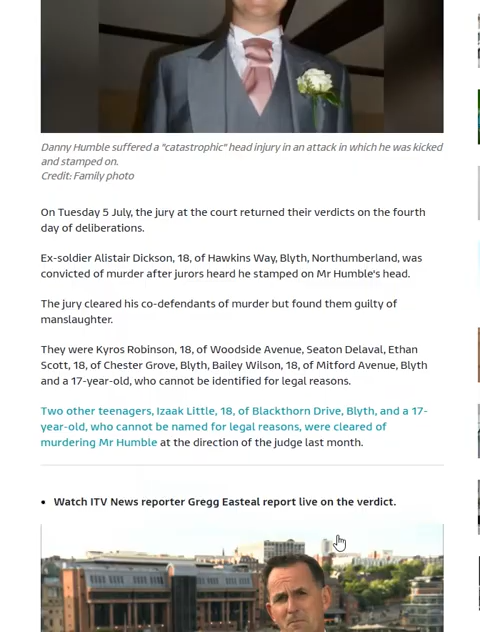 Danny Humble suffered a "catastrophic" head injury in an attack in which he was kicked
and stamped on.
Credit: Family photo
On Tuesday 5 July, the jury at the court returned their verdicts on the fourth
day of deliberations.
Ex-soldier Alistair Dickson, 18, of Hawkins Way, Blyth, Northumberland, was
convicted of murder after jurors heard he stamped on Mr Humble's head.
The jury cleared his co-defendants of murder but found them guilty of
manslaughter.
They were Kyros Robinson, 18, of Woodside Avenue, Seaton Delaval, Ethan
Scott, 18, of Chester Grove, Blyth, Bailey Wilson, 18, of Mitford Avenue, Blyth
and a 17-year-old, who cannot be identified for legal reasons.
Two other teenagers, Izaak Little, 18, of Blackthorn Drive, Blyth, and a 17-
year-old, who cannot be named for legal reasons, were cleared of
murdering Mr Humble at the direction of the judge last month.
• Watch ITV News reporter Gregg Easteal report live on the verdict.